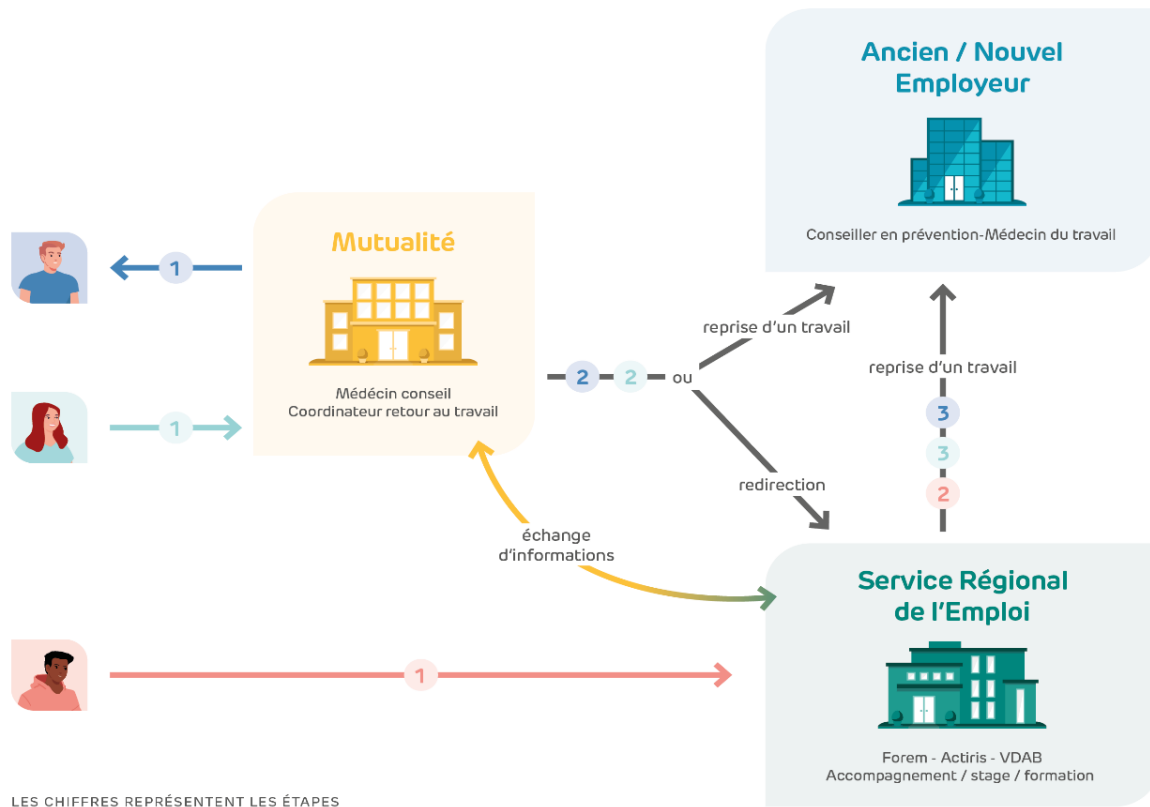 Ancien / Nouvel
Employeur
Conseiller en prévention-Médecin du travail
Mutualité
Médécin conseil
Coordinateur retour au travail
1
1
2
2
ou
reprise d'un travail
redirection
reprise d'un travail
3
3
2
échange
d'informations
1
Service Régional
de l'Emploi
Forem - Actiris - VDAB
Accompagnement / stage / formation
LES CHIFFRES REPRÉSENTENT LES ÉTAPES